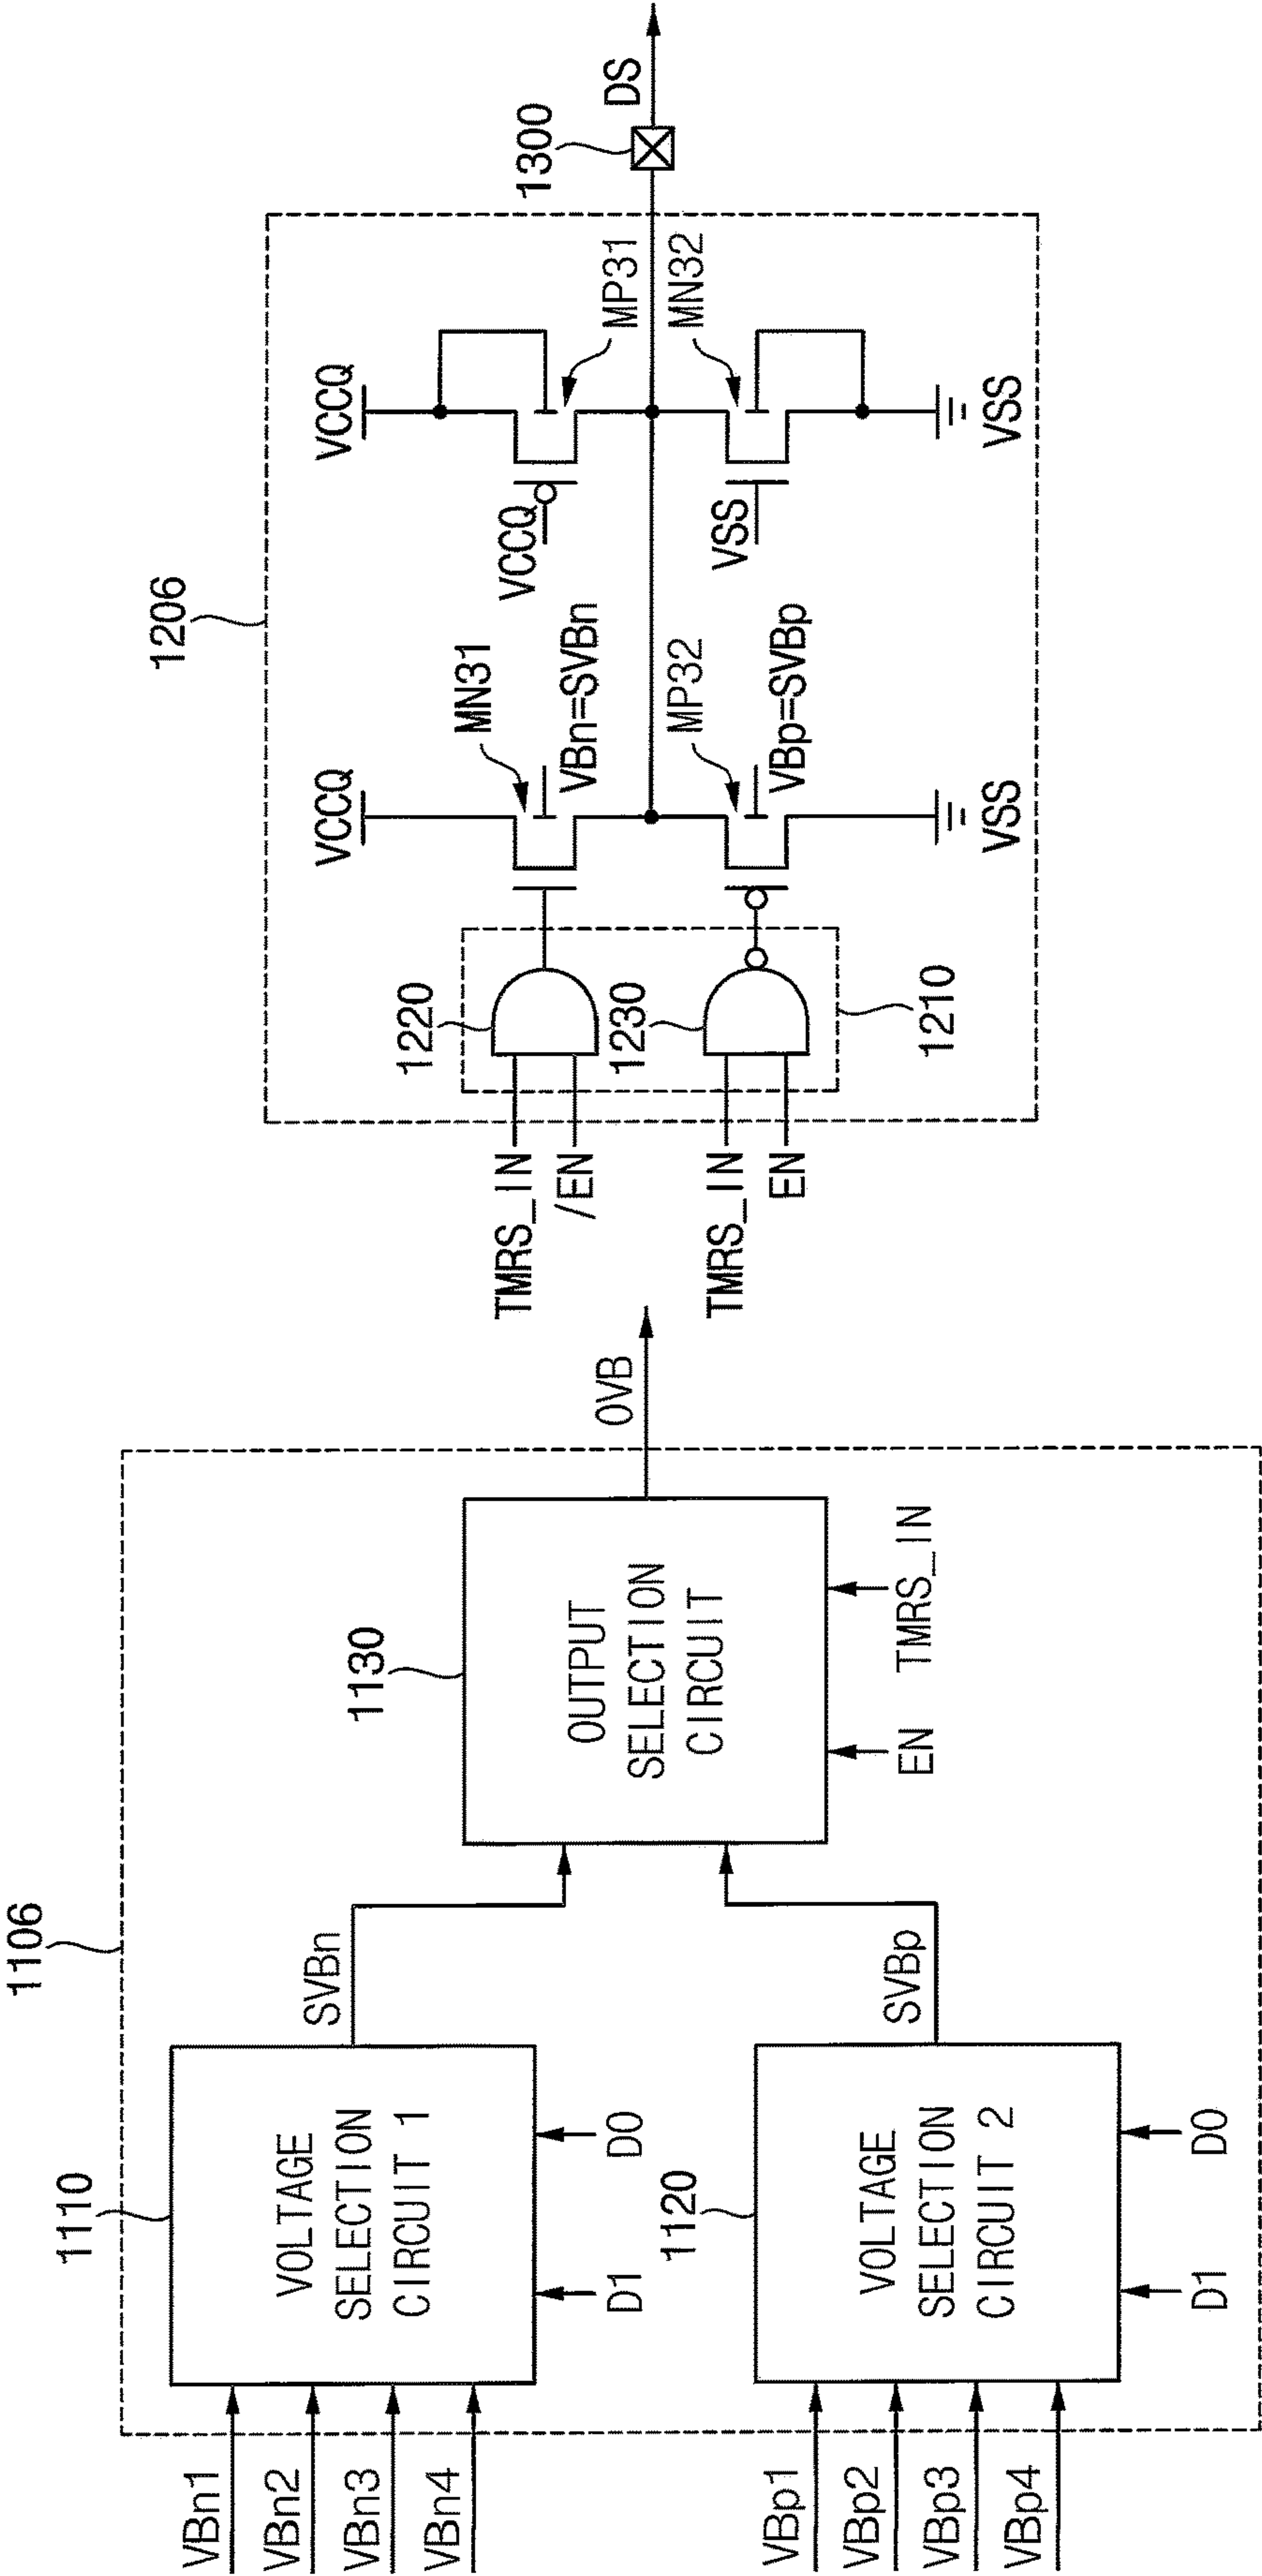 1106
1110
VOLTAGE
SELECTION
CIRCUIT 1
VBn1
VBn2
VBn3
VBn4
D1
D0
SVBn
1120
VOLTAGE
SELECTION
CIRCUIT 2
VBp1
VBp2
VBp3
VBp4
D1
D0
SVBp
1130
OUTPUT
SELECTION
CIRCUIT
EN
TMRS_IN
OVB
1206
TMRS_IN
/EN
1220
TMRS_IN
EN
1230
1210
VCCQ
MN31
VBn=SVBn
MP32
VBp=SVBp
VSS
VCCQ
VCCQ
MP31
MN32
VSS
VSS
1300
DS